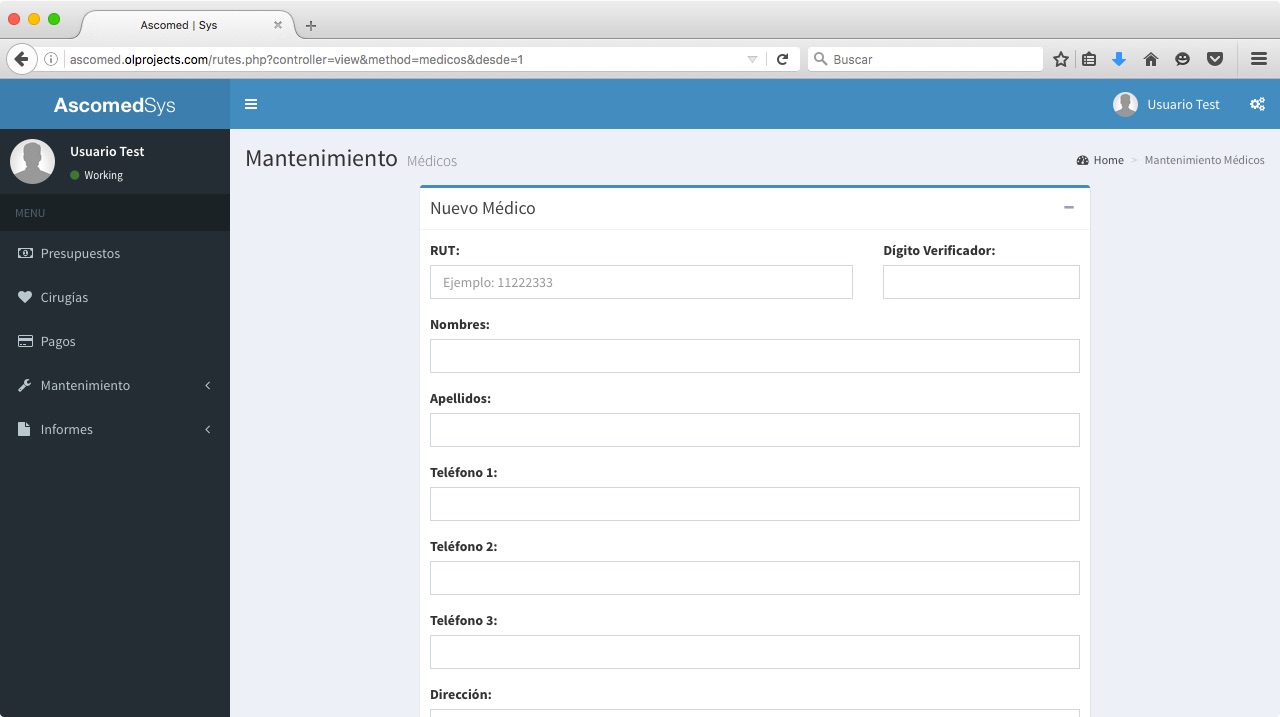 Ascomed | Sys
ascomed.olprojects.com/rutes.php?controller=view&method=medicos&desde=1
Buscar
AscomedSys
Usuario Test
Usuario Test
Working
MENU
Presupuestos
Cirugías
Pagos
Mantenimiento
Informes
Mantenimiento Médicos
Home > Mantenimiento Médicos
Nuevo Médico
RUT:
Dígito Verificador:
Ejemplo: 11222333
Nombres:
Apellidos:
Teléfono 1:
Teléfono 2:
Teléfono 3:
Dirección: